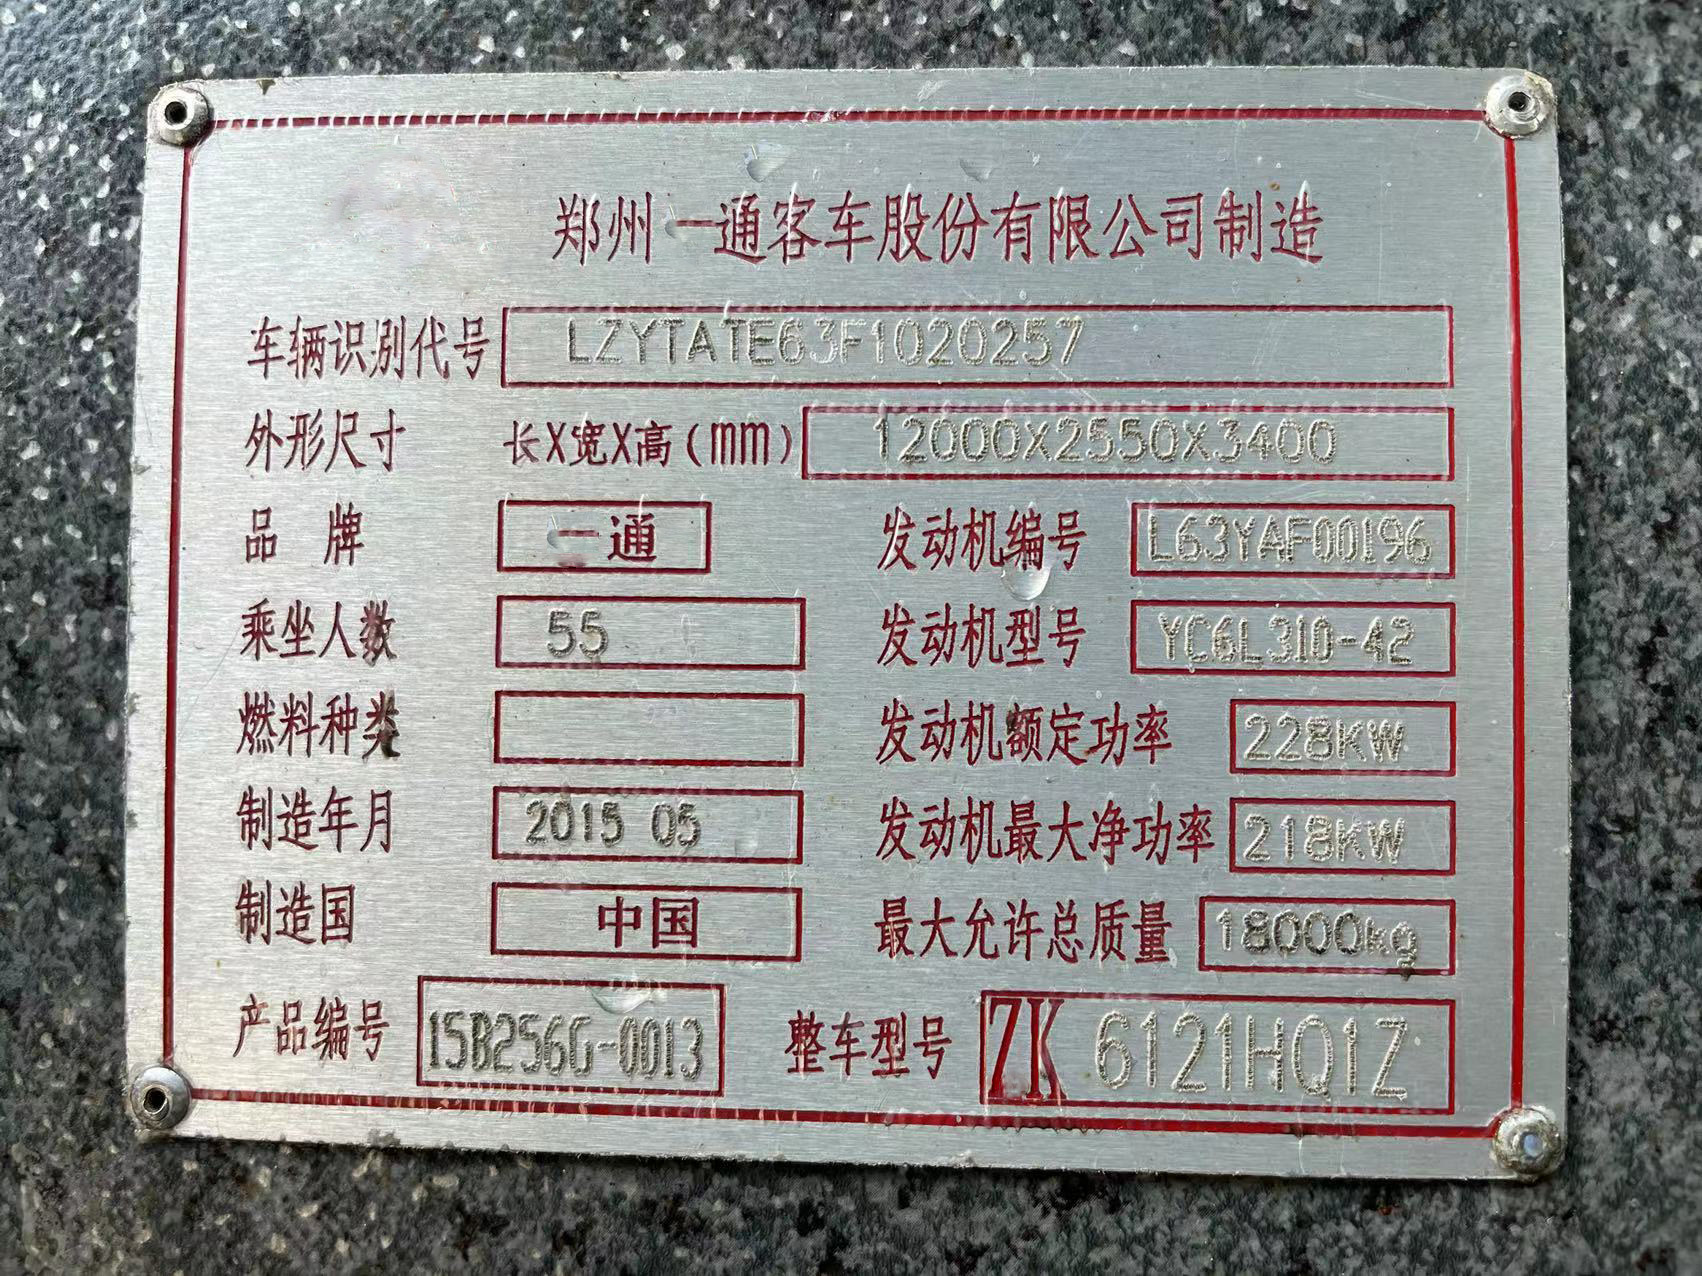 郑州一通客车股份有限公司制造
车辆识别代号 LZYTATE63F1020257
外形尺寸 长X宽X高(mm) 12000X2550X3400
品 牌 一通 发动机编号 L63YAF00196
乘坐人数 55 发动机型号 YC6L310-42
燃料种类 发动机额定功率 228KW
制造年月 2015 05 发动机最大净功率 218KW
制造国 中国 最大允许总质量 18000kg
产品编号 15B256G-0013 整车型号 ZK 6121HQ1Z